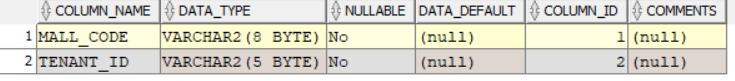 COLUMN_NAME DATA_TYPE NULLABLE DATA_DEFAULT COLUMN_ID COMMENTS
1 MALL_CODE VARCHAR2(8 BYTE) No (null) 1 (null)
2 TENANT_ID VARCHAR2(5 BYTE) No (null) 2 (null)